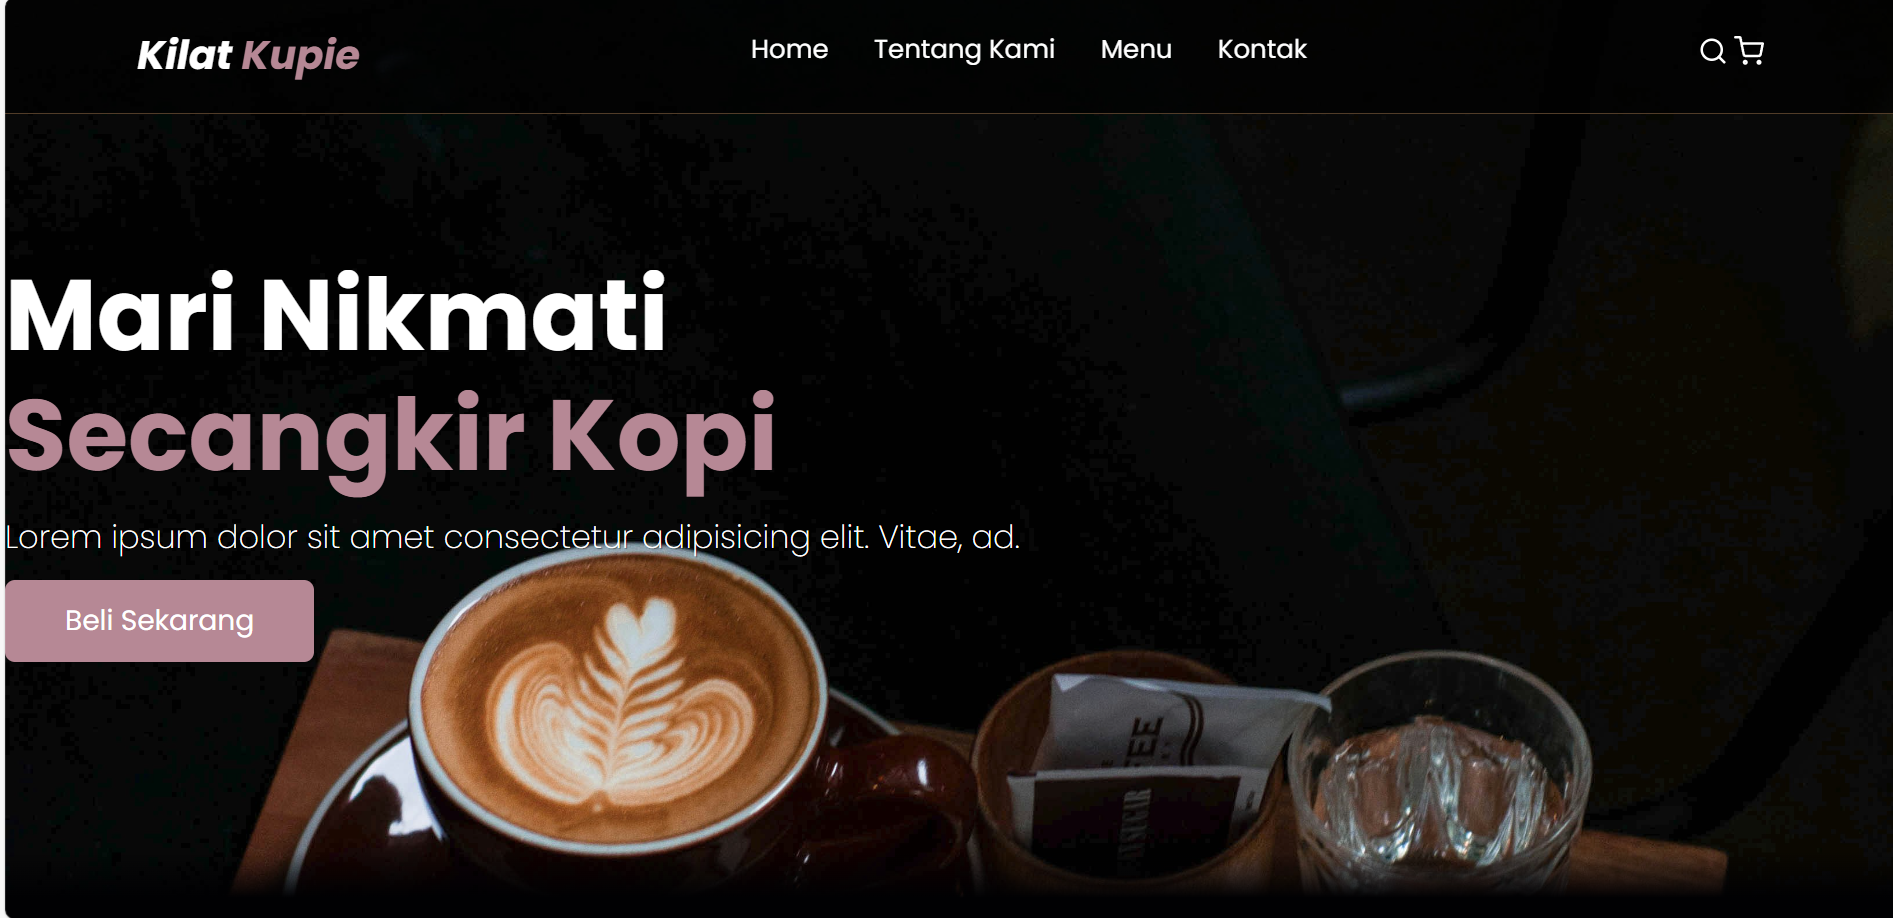 Kilat Kupie
Home Tentang Kami Menu Kontak
Mari Nikmati
Secangkir Kopi
Lorem ipsum dolor sit amet consectetur adipisicing elit. Vitae, ad.
Beli Sekarang